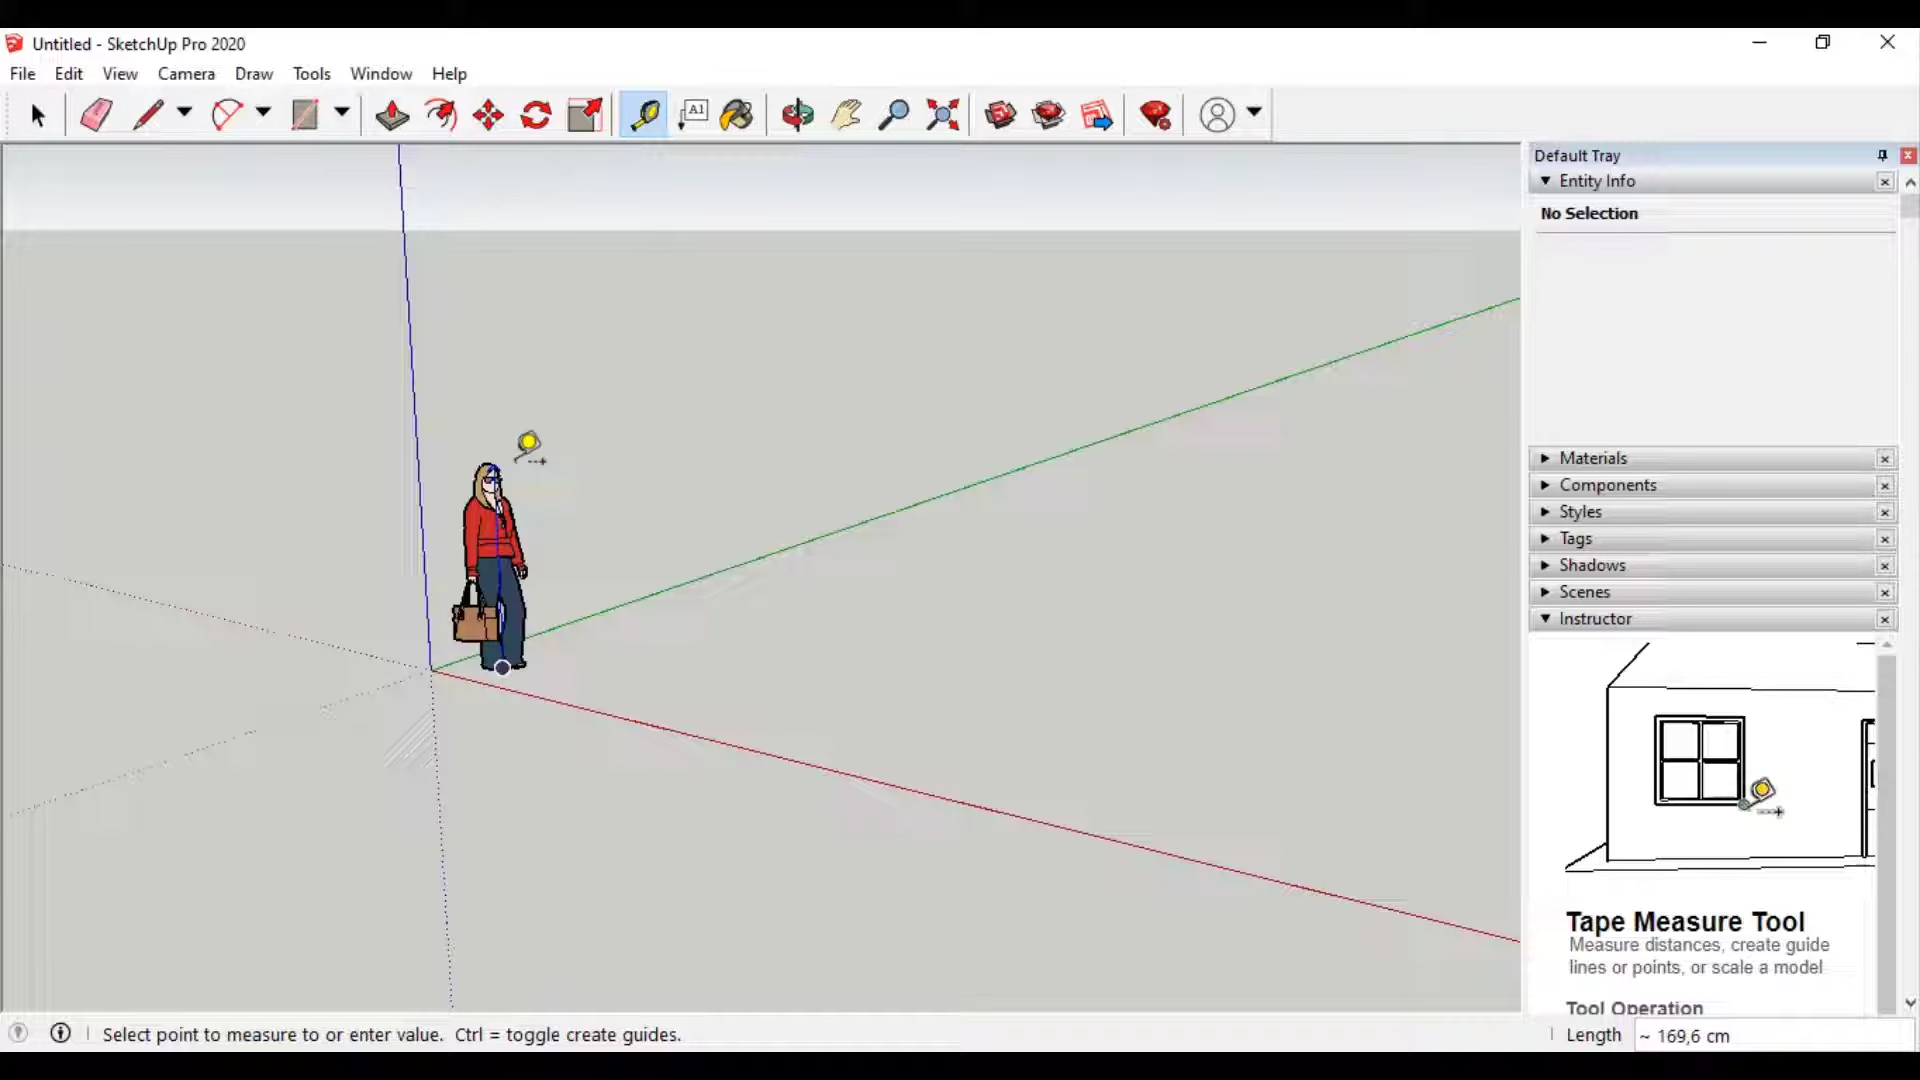 Untitled - SketchUp Pro 2020
File Edit View Camera Draw Tools Window Help
A1
Default Tray
Entity Info
No Selection
Materials
Components
Styles
Tags
Shadows
Scenes
Instructor
Tape Measure Tool
Measure distances, create guide
lines or points, or scale a model
Tool Operation
Select point to measure to or enter value. Ctrl = toggle create guides.
Length ~ 169,6 cm